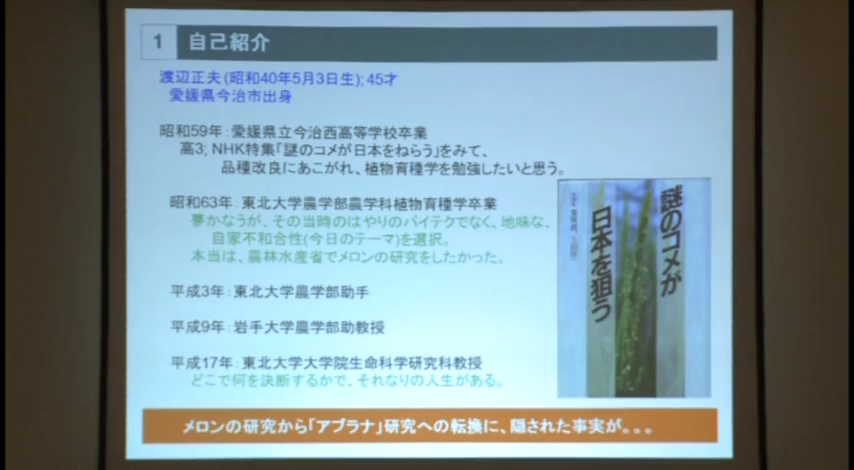 1 自己紹介
渡辺正夫(昭和40年5月3日生);45才
愛媛県今治市出身
昭和59年:愛媛県立今治西高等学校卒業
高3; NHK特集「謎のコメが日本をねらう」をみて、
品種改良にあこがれ、植物育種学を勉強したいと思う。
昭和63年:東北大学農学部農学科植物育種学卒業
夢かなうが、その当時のはやりのバイテクでなく、地味な、
自家不和合性(今日のテーマ)を選択。
本当は、農林水産省でメロンの研究をしたかった。
平成3年:東北大学農学部助手
平成9年:岩手大学農学部助教授
平成17年:東北大学大学院生命科学研究科教授
どこで何を決断するかで、それなりの人生がある。
謎のコメが
日本を狙う
メロンの研究から「アブラナ」研究への転換に、隠された事実が。。。